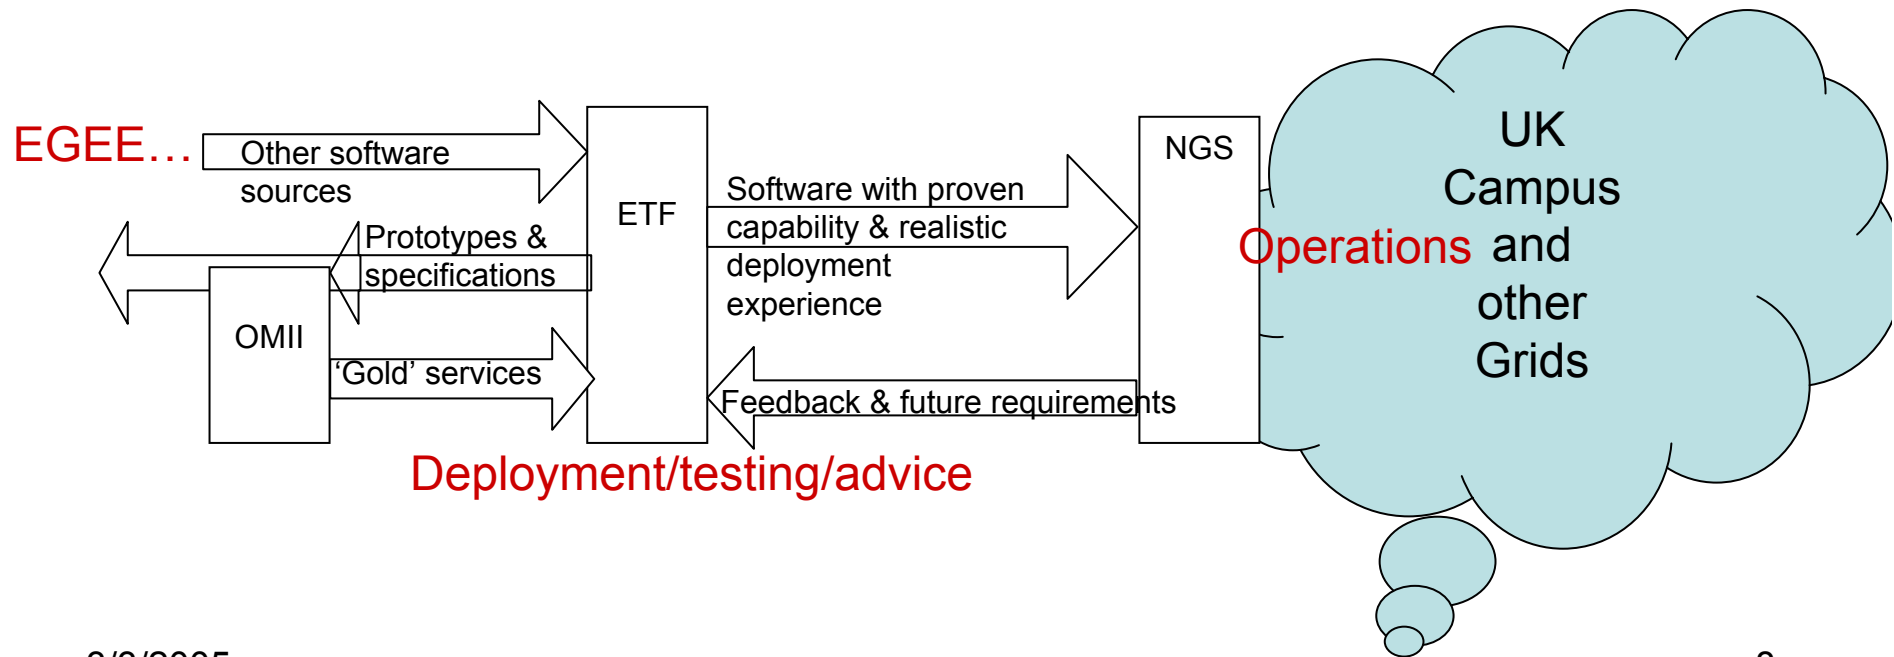 EGEE…
Other software
sources
Prototypes &
specifications
OMII
‘Gold’ services
ETF
Software with proven
capability & realistic
deployment
experience
Feedback & future requirements
Deployment/testing/advice
NGS
Operations
UK
Campus
and
other
Grids